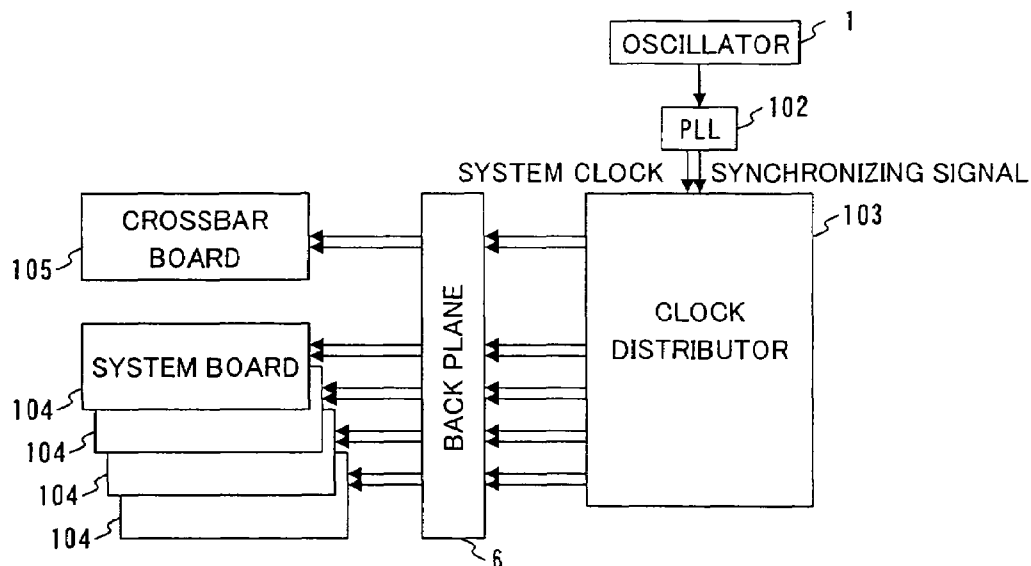 1
OSCILLATOR
102
PLL
SYSTEM CLOCK
SYNCHRONIZING SIGNAL
103
CROSSBAR
BOARD
105
BACK PLANE
CLOCK
DISTRIBUTOR
SYSTEM BOARD
104
104
104
104
6